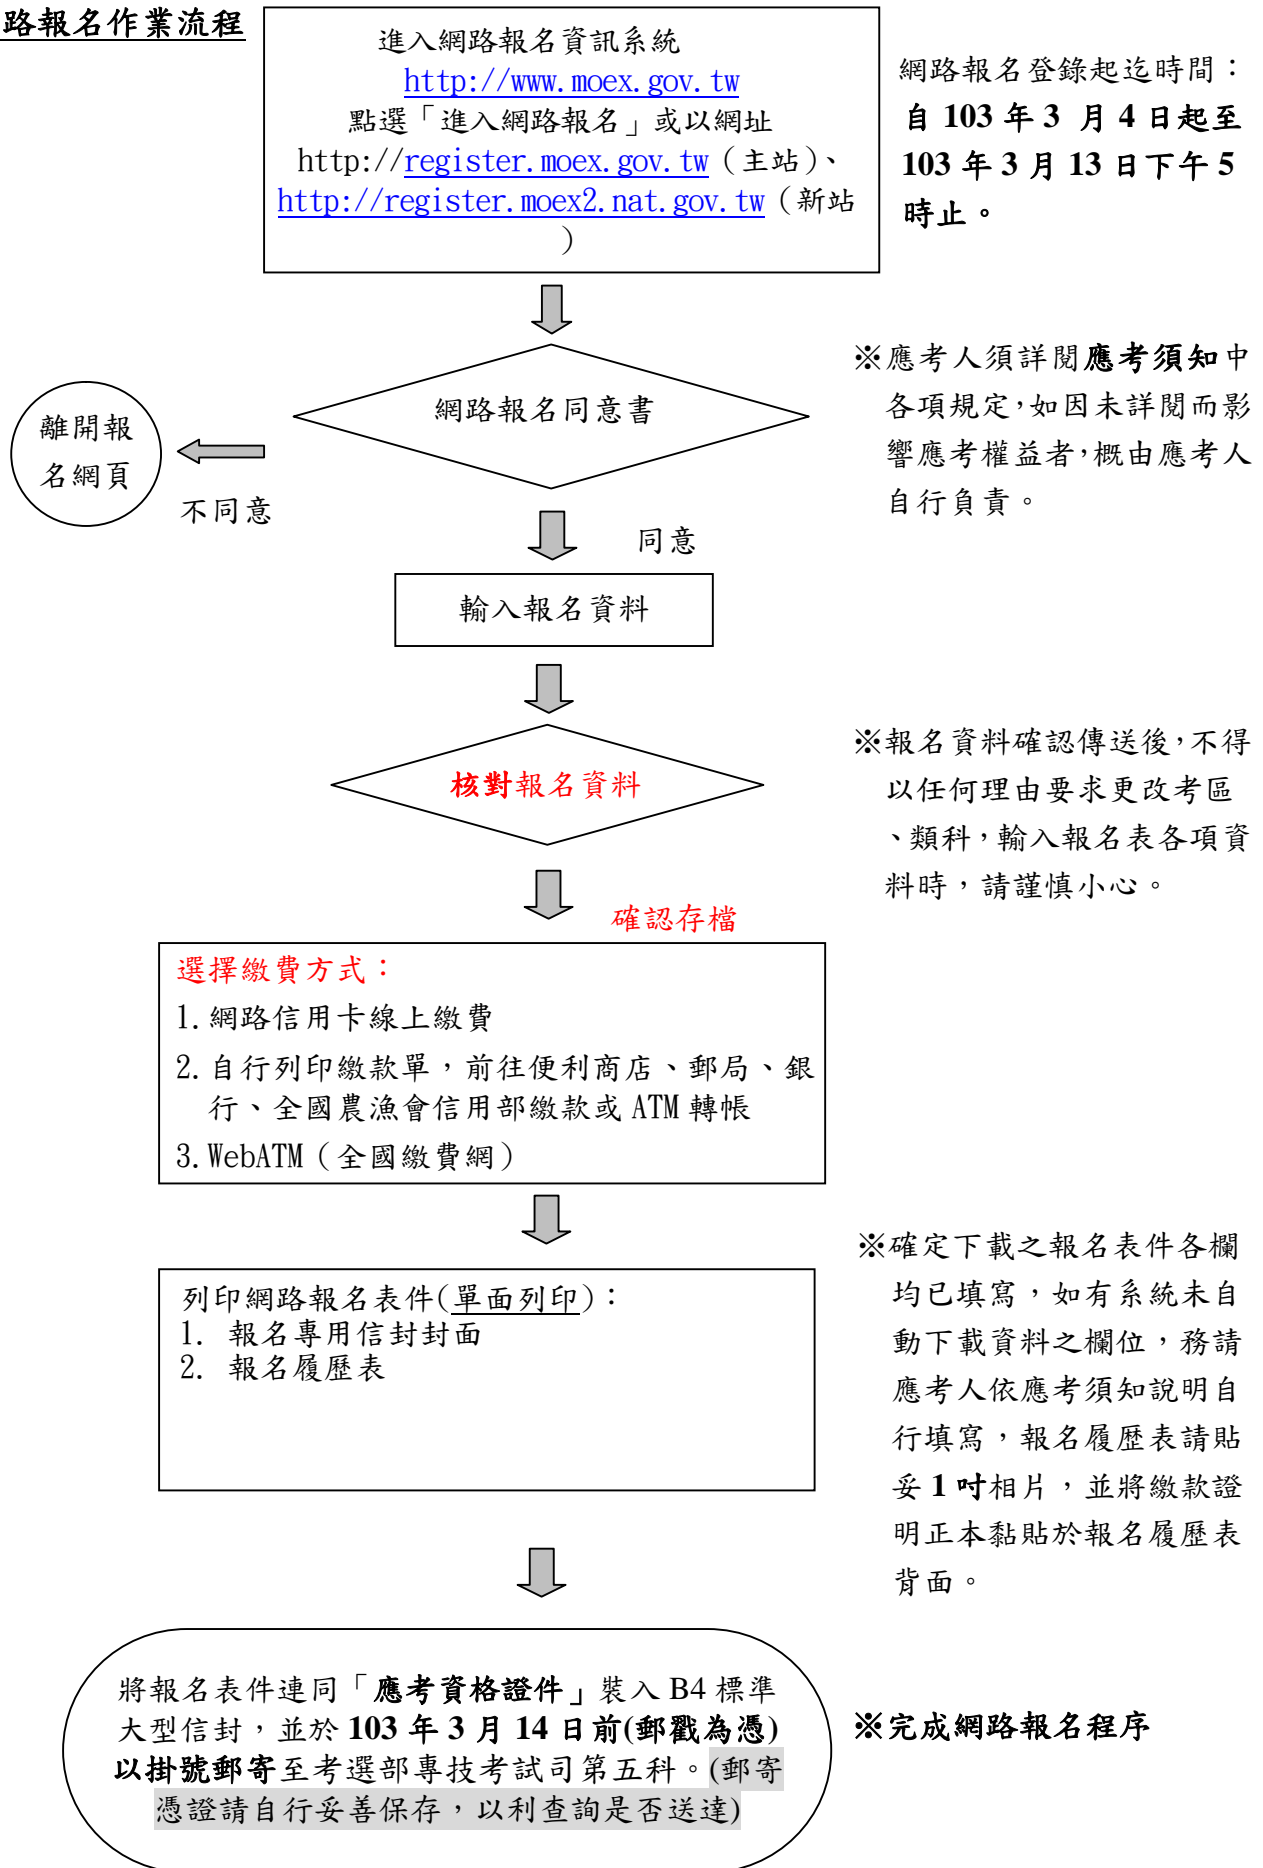 路報名作業流程
進入網路報名資訊系統
http://www.moex.gov.tw
點選「進入網路報名」或以網址
http://register.moex.gov.tw（主站）、
http://register.moex2.nat.gov.tw（新站
）
網路報名登錄起迄時間：
自 103 年 3 月 4 日起至
103 年 3 月 13 日下午 5
時止。
網路報名同意書
※應考人須詳閱應考須知中
各項規定，如因未詳閱而影
響應考權益者，概由應考人
自行負責。
離開報
名網頁
不同意
同意
輸入報名資料
核對報名資料
※報名資料確認傳送後，不得
以任何理由要求更改考區
、類科，輸入報名表各項資
料時，請謹慎小心。
確認存檔
選擇繳費方式：
1.網路信用卡線上繳費
2.自行列印繳款單，前往便利商店、郵局、銀
行、全國農漁會信用部繳款或 ATM 轉帳
3.WebATM（全國繳費網）
列印網路報名表件(單面列印)：
1. 報名專用信封封面
2. 報名履歷表
※確定下載之報名表件各欄
均已填寫，如有系統未自
動下載資料之欄位，務請
應考人依應考須知說明自
行填寫，報名履歷表請貼
妥 1 吋相片，並將繳款證
明正本黏貼於報名履歷表
背面。
將報名表件連同「應考資格證件」裝入 B4 標準
大型信封，並於 103 年 3 月 14 日前(郵戳為憑)
以掛號郵寄至考選部專技考試司第五科。(郵寄
憑證請自行妥善保存，以利查詢是否送達)
※完成網路報名程序